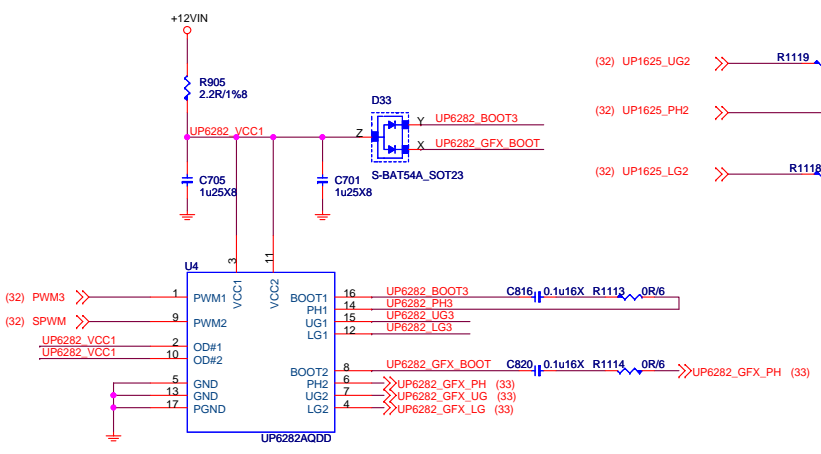 +12VIN
R905
2.2R/1%8
UP6282_VCC1
C705
1u25X8
C701
1u25X8
D33
Z
Y
UP6282_BOOT3
X
UP6282_GFX_BOOT
S-BAT54A_SOT23
(32) UP1625_UG2
R1119
(32) UP1625_PH2
(32) UP1625_LG2
R1118
U4
3
11
VCC1
VCC2
(32) PWM3
1
PWM1
(32) SPWM
9
PWM2
UP6282_VCC1
2
OD#1
UP6282_VCC1
10
OD#2
5
GND
13
GND
17
PGND
BOOT1
16
UP6282_BOOT3
PH1
14
UP6282_PH3
UG1
15
UP6282_UG3
LG1
12
UP6282_LG3
C816
0.1u16X
R1113
0R/6
BOOT2
8
UP6282_GFX_BOOT
C820
0.1u16X
R1114
0R/6
UP6282_GFX_PH (33)
PH2
6
UP6282_GFX_PH (33)
UG2
7
UP6282_GFX_UG (33)
LG2
4
UP6282_GFX_LG (33)
UP6282AQDD